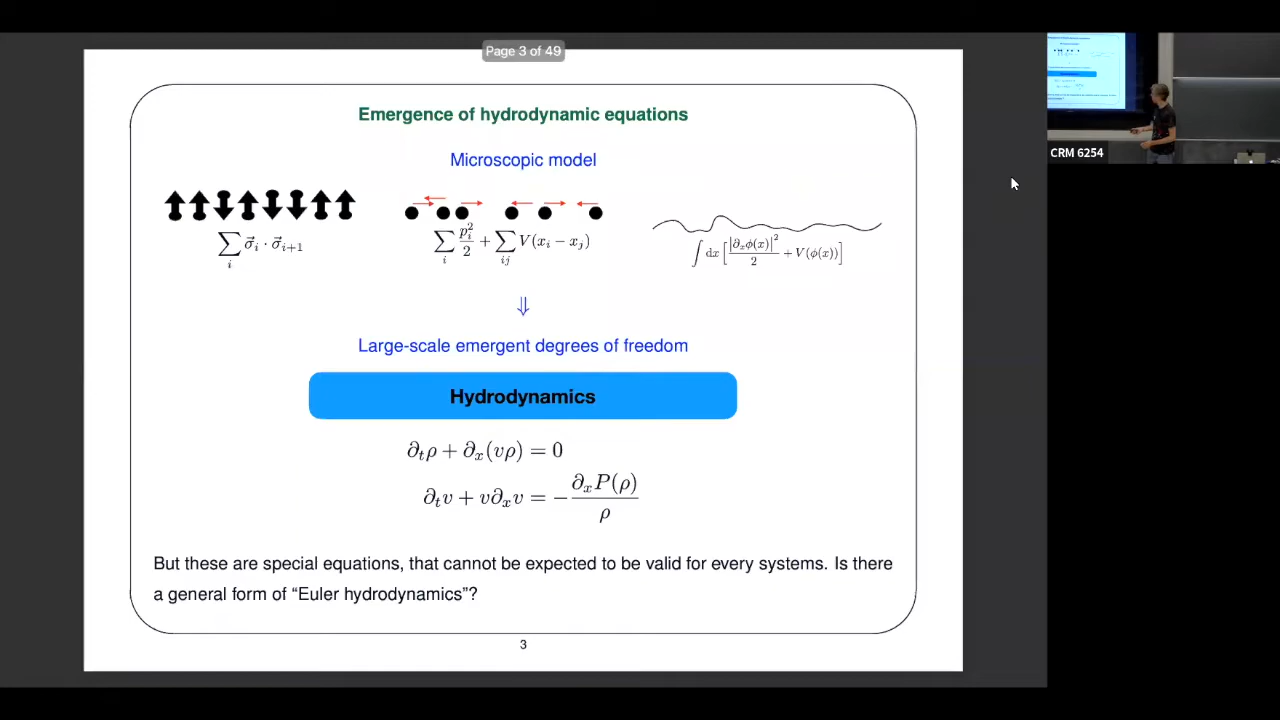 Page 3 of 49
Emergence of hydrodynamic equations
Microscopic model
∑_i σ⃗_i · σ⃗_{i+1}
∑_i p_i^2/2 + ∑_{ij} V(x_i − x_j)
∫ dx [ |∂_x ϕ(x)|^2/2 + V(ϕ(x)) ]
⇓
Large-scale emergent degrees of freedom
Hydrodynamics
∂_t ρ + ∂_x(vρ) = 0
∂_t v + v∂_x v = − ∂_x P(ρ)/ρ
But these are special equations, that cannot be expected to be valid for every systems. Is there
a general form of “Euler hydrodynamics”?
3
CRM 6254